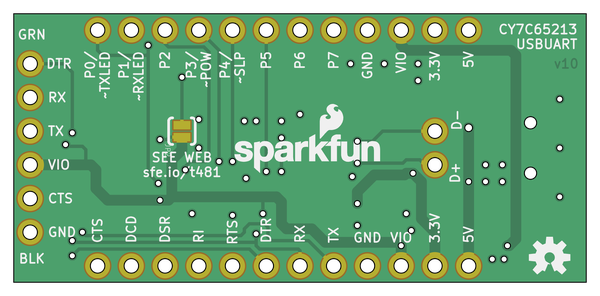 GRN
DTR
RX
TX
VIO
CTS
GND
BLK
P0/
~TXLED
P1/
~RXLED
P2
P3/
~POW
P4/
~SLP
P5
P6
P7
GND
VIO
3.3V
5V
CY7C65213
USBUART
v10
SEE WEB
sfe.io/t481
sparkfun
D-
D+
CTS
DCD
DSR
RI
RTS
DTR
RX
TX
GND
VIO
3.3V
5V